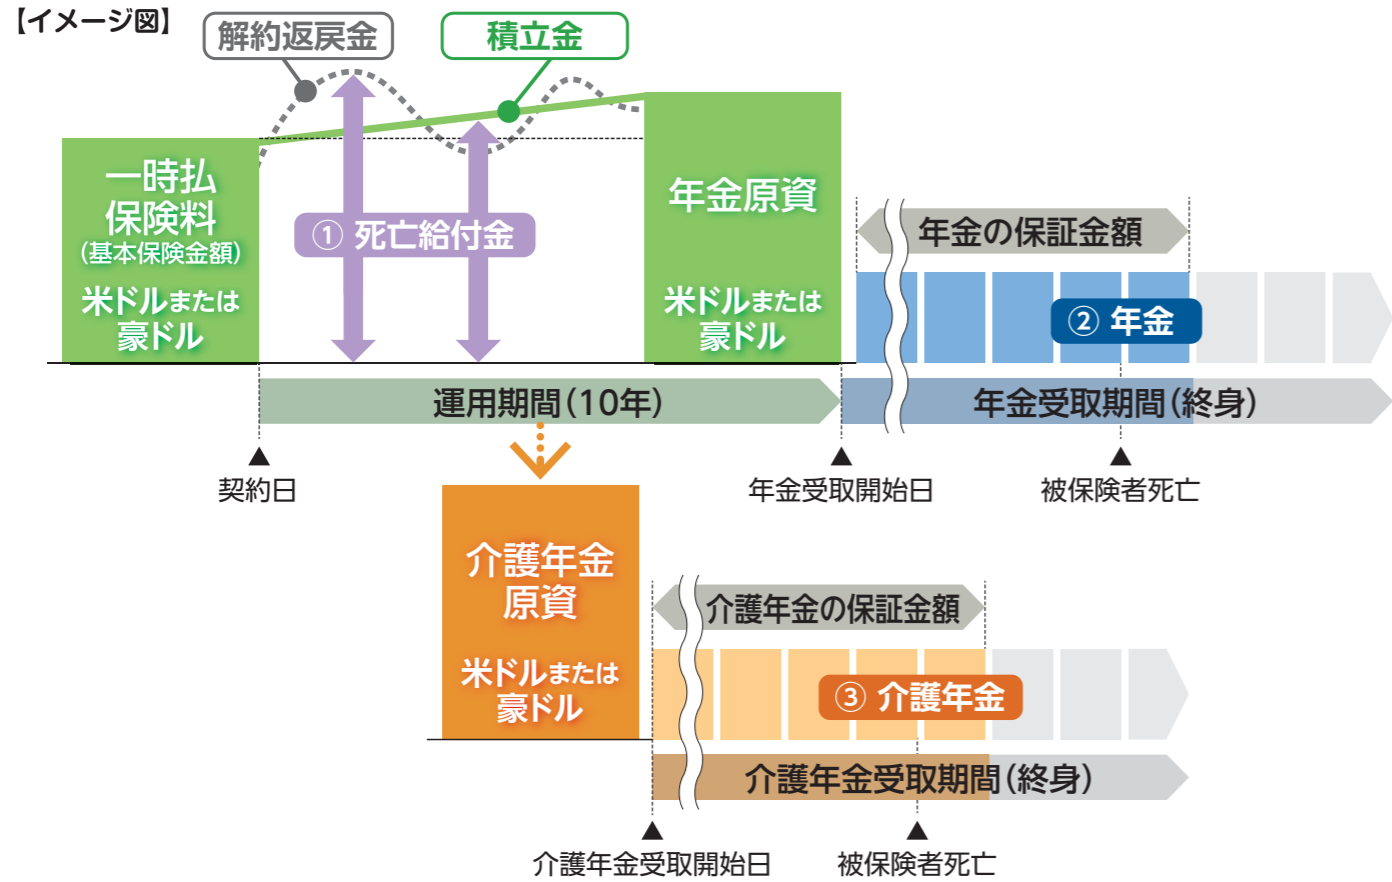 【イメージ図】
解約返戻金
積立金
一時払
保険料
(基本保険金額)
米ドルまたは
豪ドル
① 死亡給付金
年金原資
米ドルまたは
豪ドル
年金の保証金額
② 年金
運用期間(10年)
年金受取期間(終身)
契約日
年金受取開始日
被保険者死亡
介護年金
原資
米ドルまたは
豪ドル
介護年金の保証金額
③ 介護年金
介護年金受取期間(終身)
介護年金受取開始日
被保険者死亡